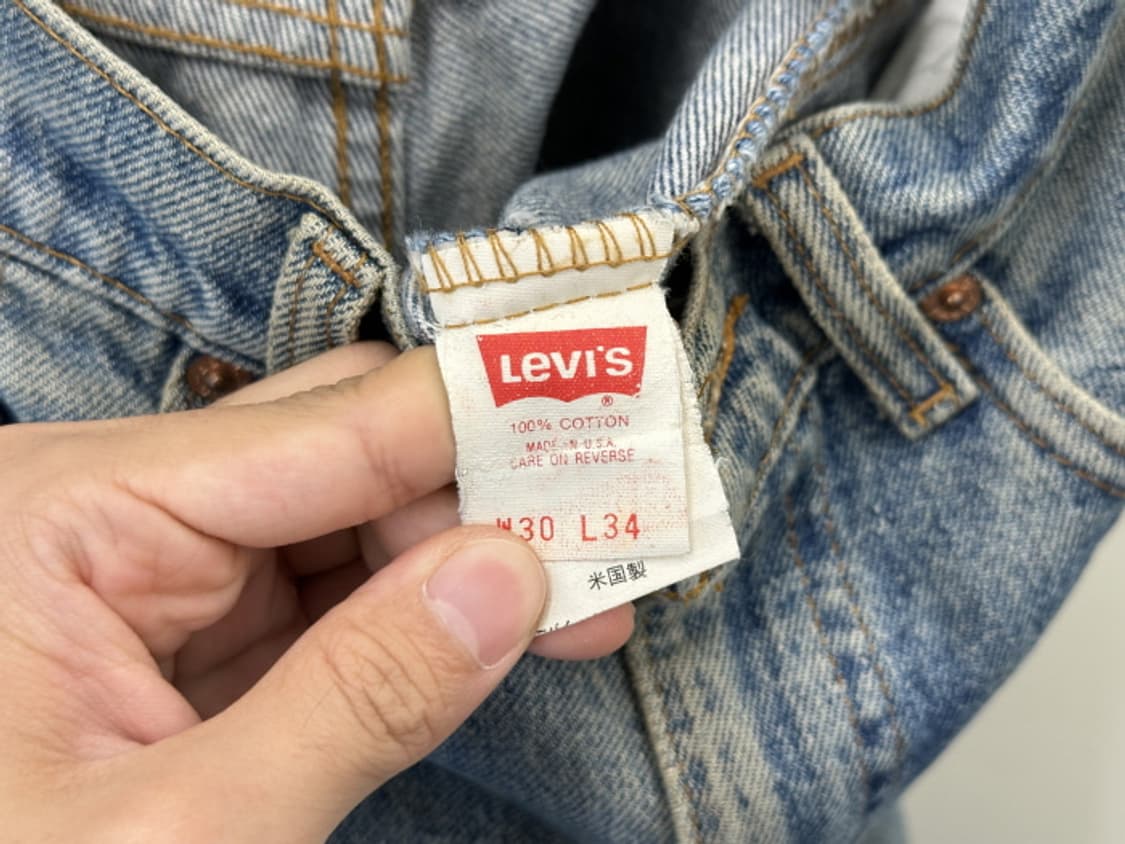 Levi's
®
100% COTTON
MADE IN U.S.A.
CARE ON REVERSE
W30 L34
米国製